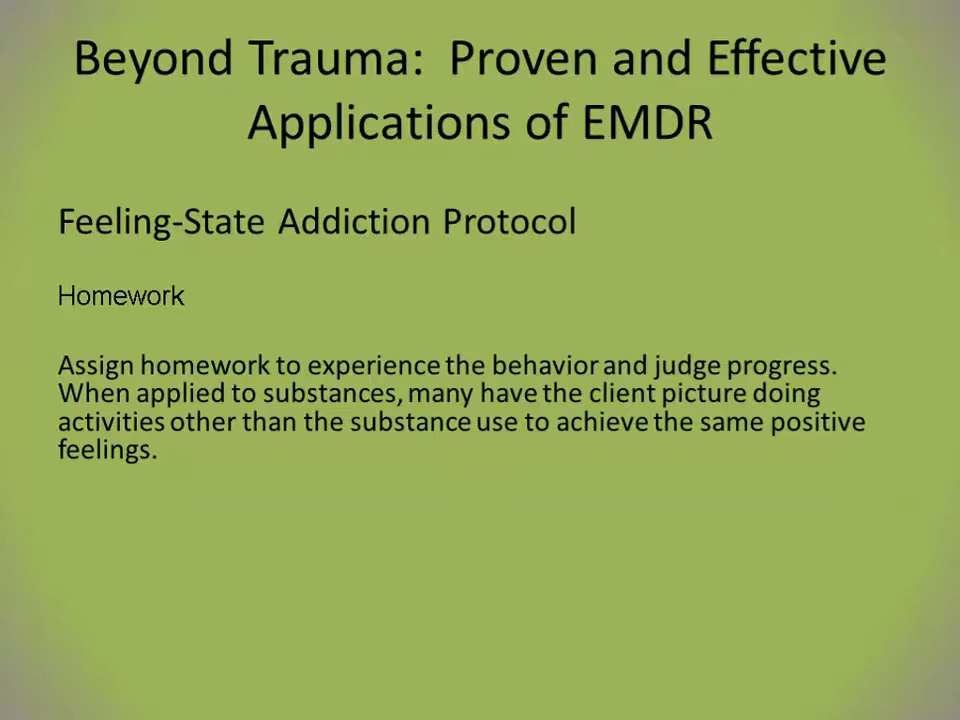 Beyond Trauma:  Proven and Effective
Applications of EMDR
Feeling-State Addiction Protocol
Homework
Assign homework to experience the behavior and judge progress.
When applied to substances, many have the client picture doing
activities other than the substance use to achieve the same positive
feelings.